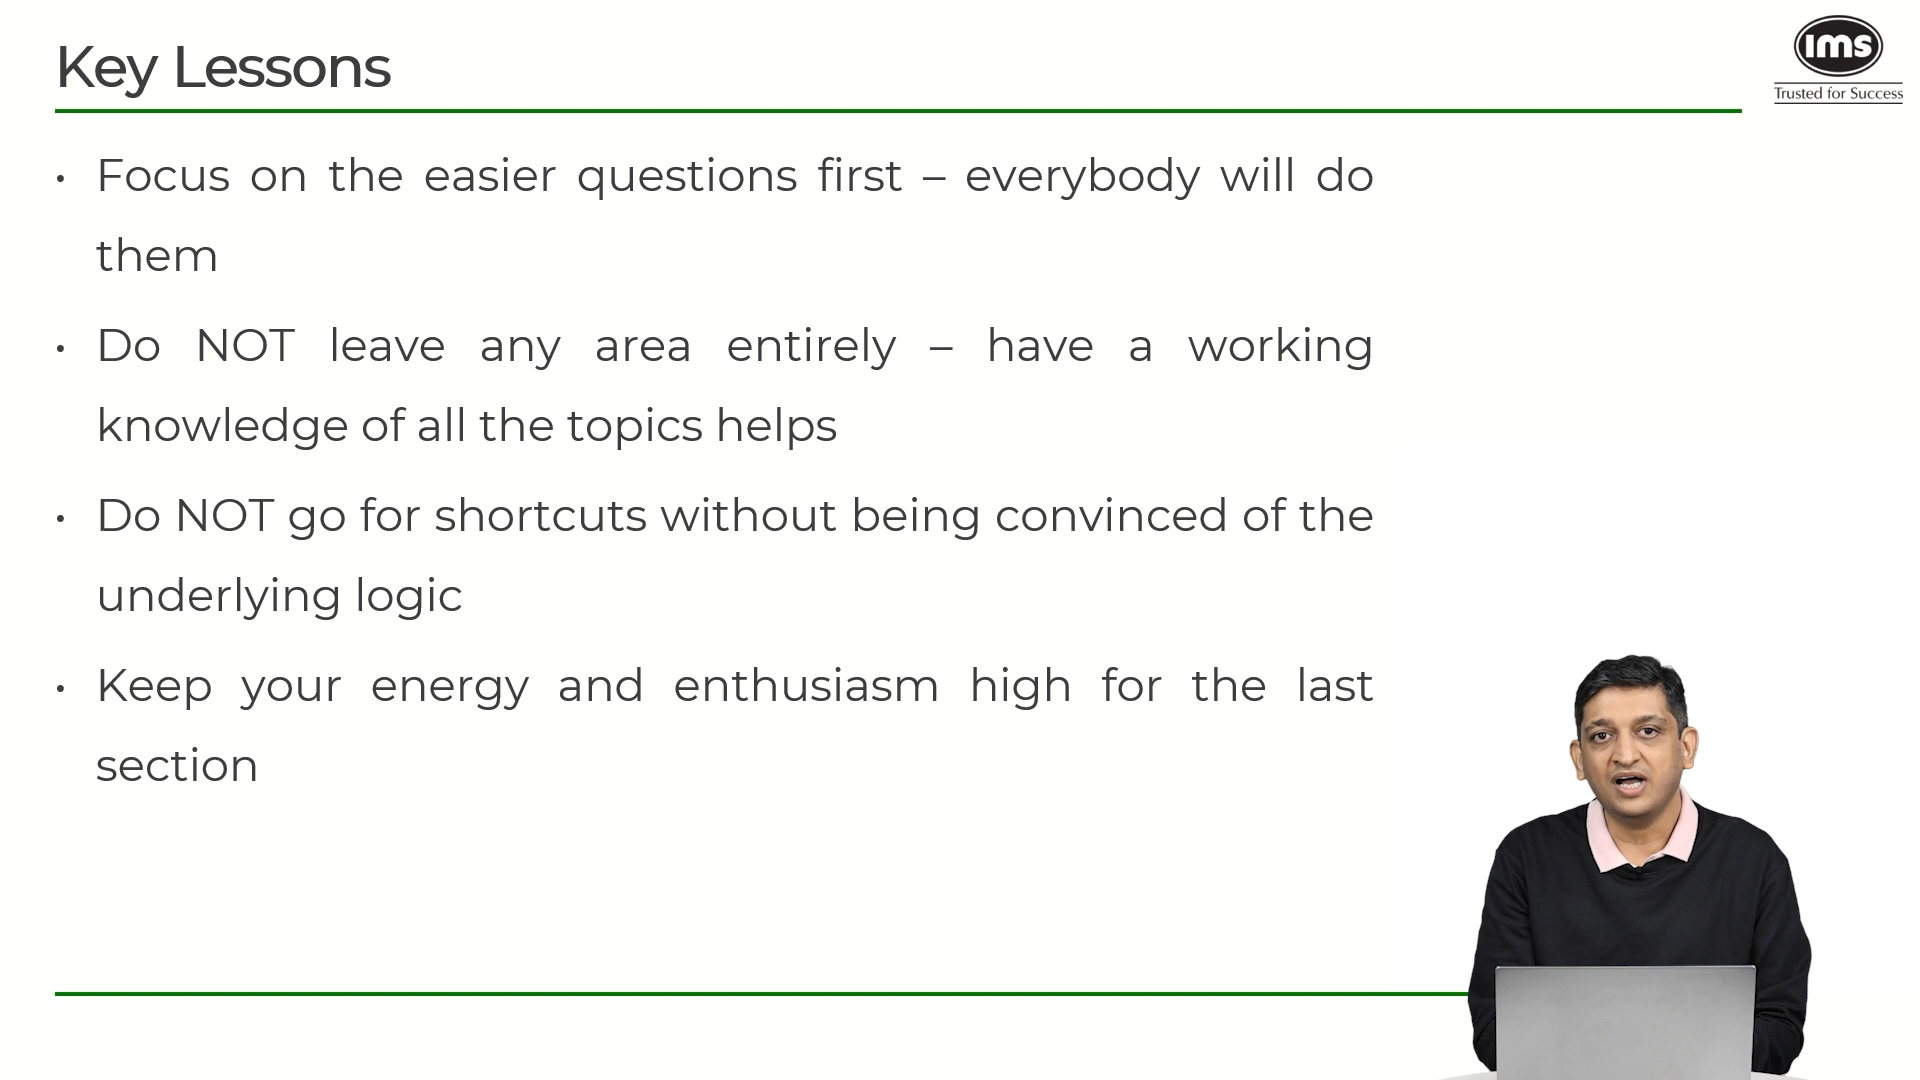 Key Lessons
ims
Trusted for Success
• Focus on the easier questions first – everybody will do
them
• Do NOT leave any area entirely – have a working
knowledge of all the topics helps
• Do NOT go for shortcuts without being convinced of the
underlying logic
• Keep your energy and enthusiasm high for the last
section